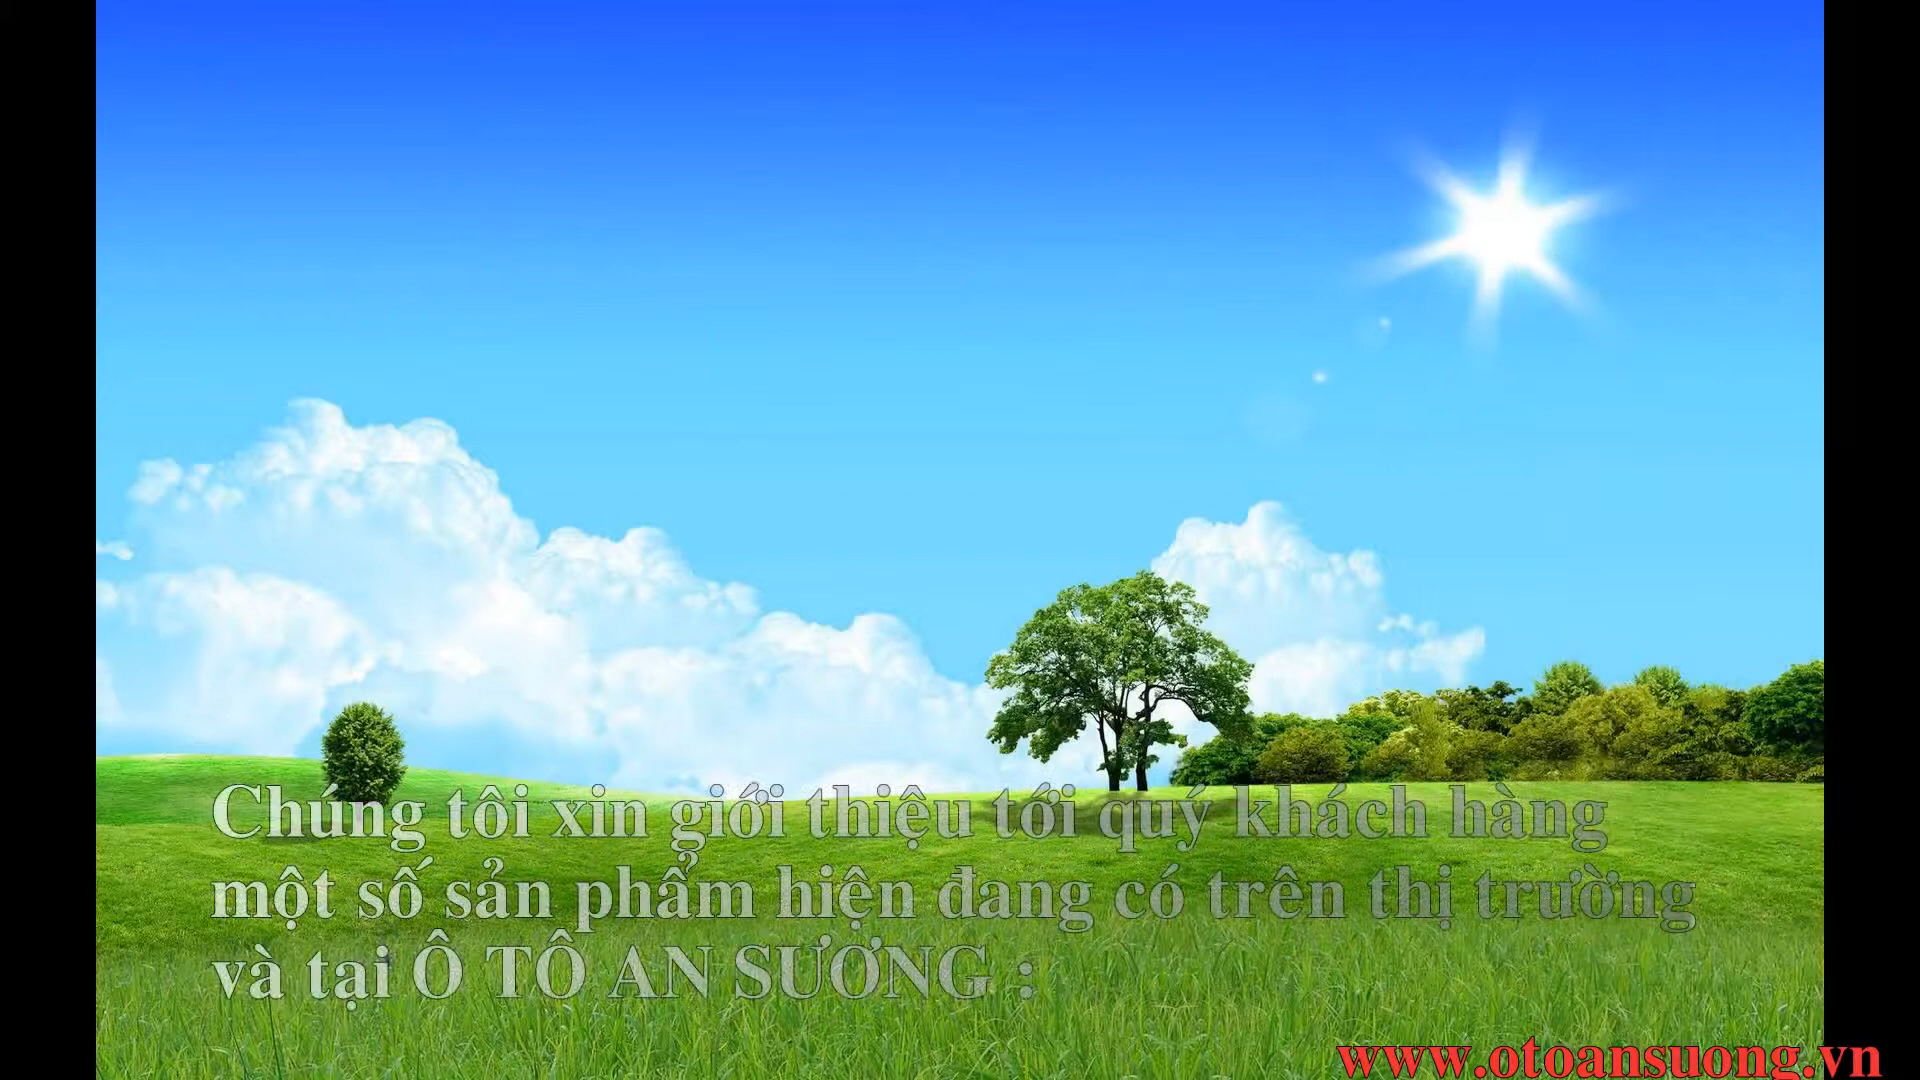 Chúng tôi xin giới thiệu tới quý khách hàng
một số sản phẩm hiện đang có trên thị trường
và tại Ô TÔ AN SƯƠNG :
www.otoansuong.vn